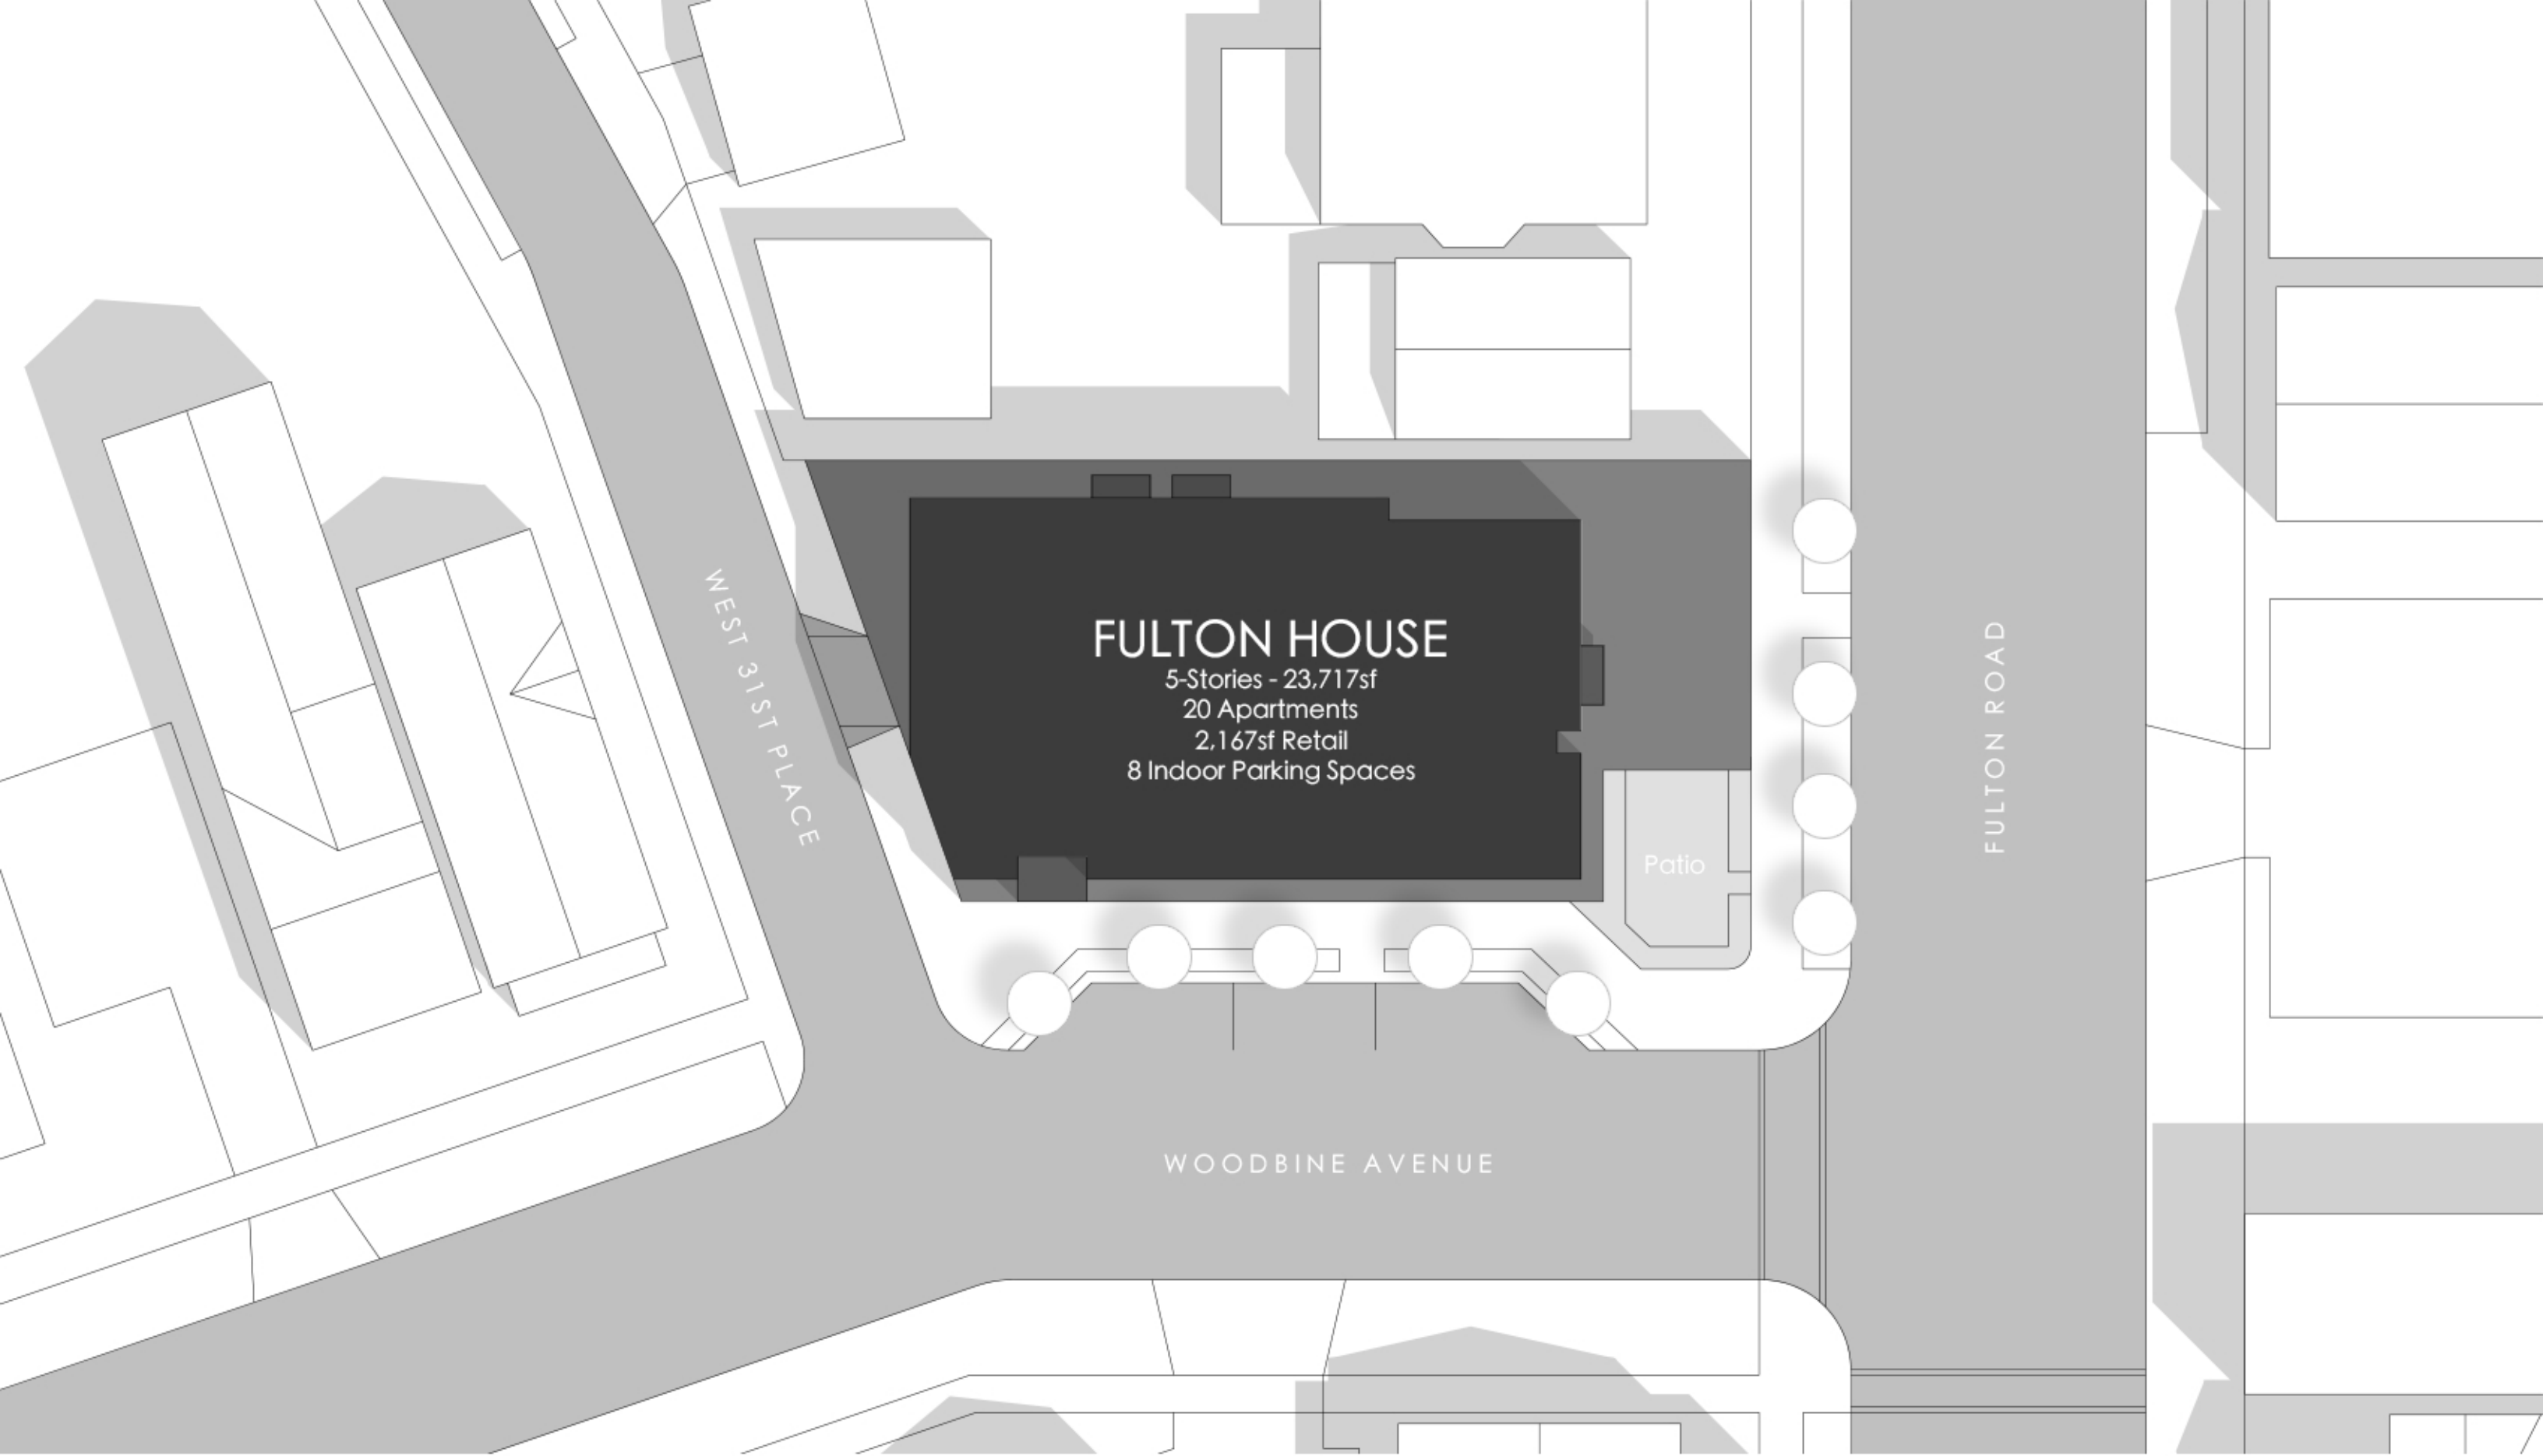 WEST 31ST PLACE
FULTON HOUSE
5-Stories - 23,717sf
20 Apartments
2,167sf Retail
8 Indoor Parking Spaces
Patio
FULTON ROAD
WOODBINE AVENUE